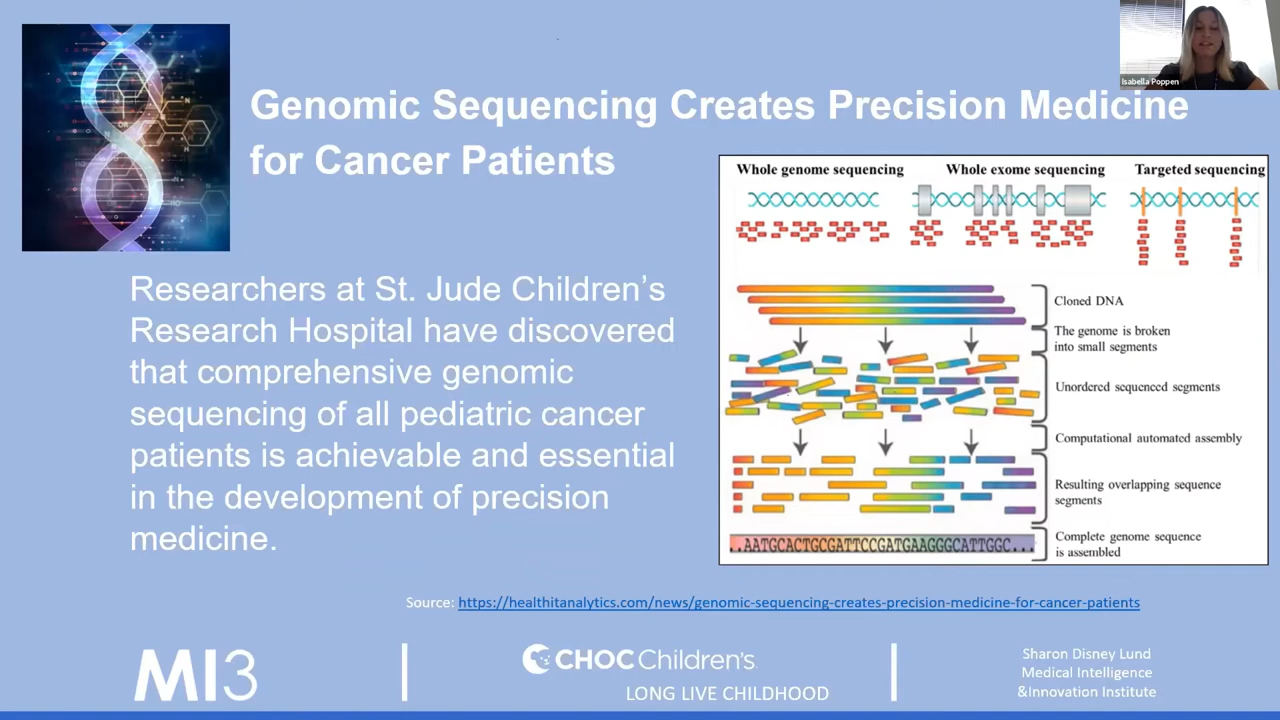 Isabella Poppen
Genomic Sequencing Creates Precision Medicine
for Cancer Patients
Whole genome sequencing
Whole exome sequencing
Targeted sequencing
Researchers at St. Jude Children’s
Research Hospital have discovered
that comprehensive genomic
sequencing of all pediatric cancer
patients is achievable and essential
in the development of precision
medicine.
Cloned DNA
The genome is broken
into small segments
Unordered sequenced segments
Computational automated assembly
Resulting overlapping sequence
segments
..AATGCACTGCGATTCCGATGAAGGGCATTGGC...
Complete genome sequence
is assembled
Source: https://healthitanalytics.com/news/genomic-sequencing-creates-precision-medicine-for-cancer-patients
MI3
CHOC Children's
LONG LIVE CHILDHOOD
Sharon Disney Lund
Medical Intelligence
&Innovation Institute